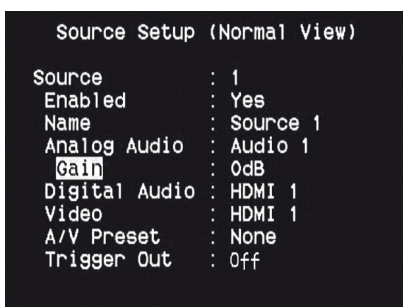 Source Setup (Normal View)
Source : 1
Enabled : Yes
Name : Source 1
Analog Audio : Audio 1
Gain : 0dB
Digital Audio : HDMI 1
Video : HDMI 1
A/V Preset : None
Trigger Out : Off